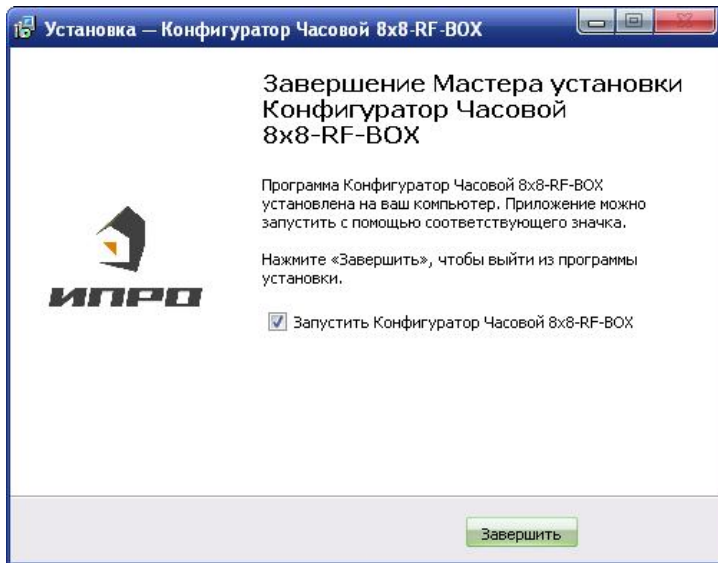 Установка — Конфигуратор Часовой 8x8-RF-BOX
Завершение Мастера установки
Конфигуратор Часовой
8x8-RF-BOX
Программа Конфигуратор Часовой 8x8-RF-BOX
установлена на ваш компьютер. Приложение можно
запустить с помощью соответствующего значка.
Нажмите «Завершить», чтобы выйти из программы
установки.
ИПРО
Запустить Конфигуратор Часовой 8x8-RF-BOX
Завершить